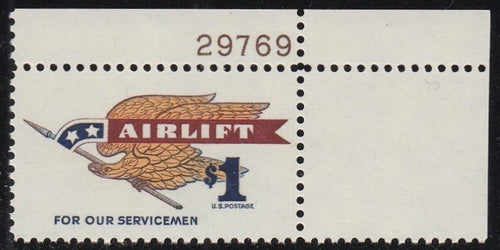 29769
AIRLIFT
$1
U.S. POSTAGE
FOR OUR SERVICEMEN